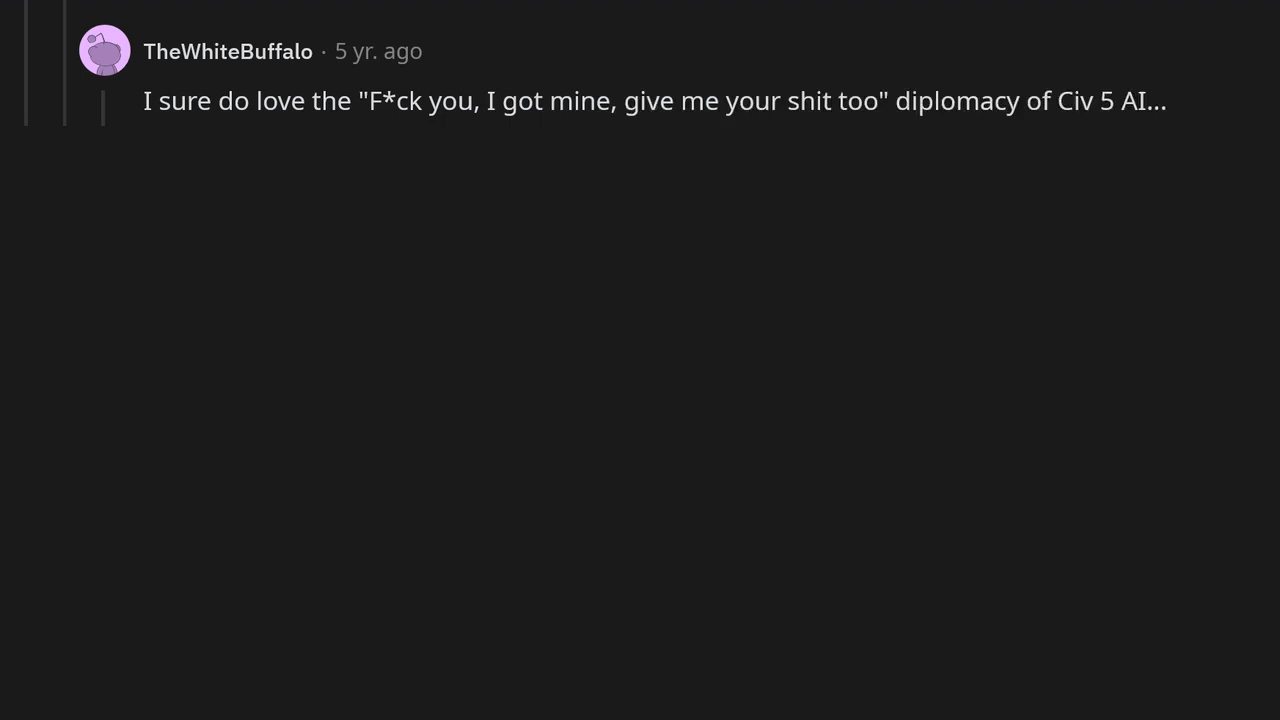 TheWhiteBuffalo · 5 yr. ago
I sure do love the "F*ck you, I got mine, give me your shit too" diplomacy of Civ 5 AI...